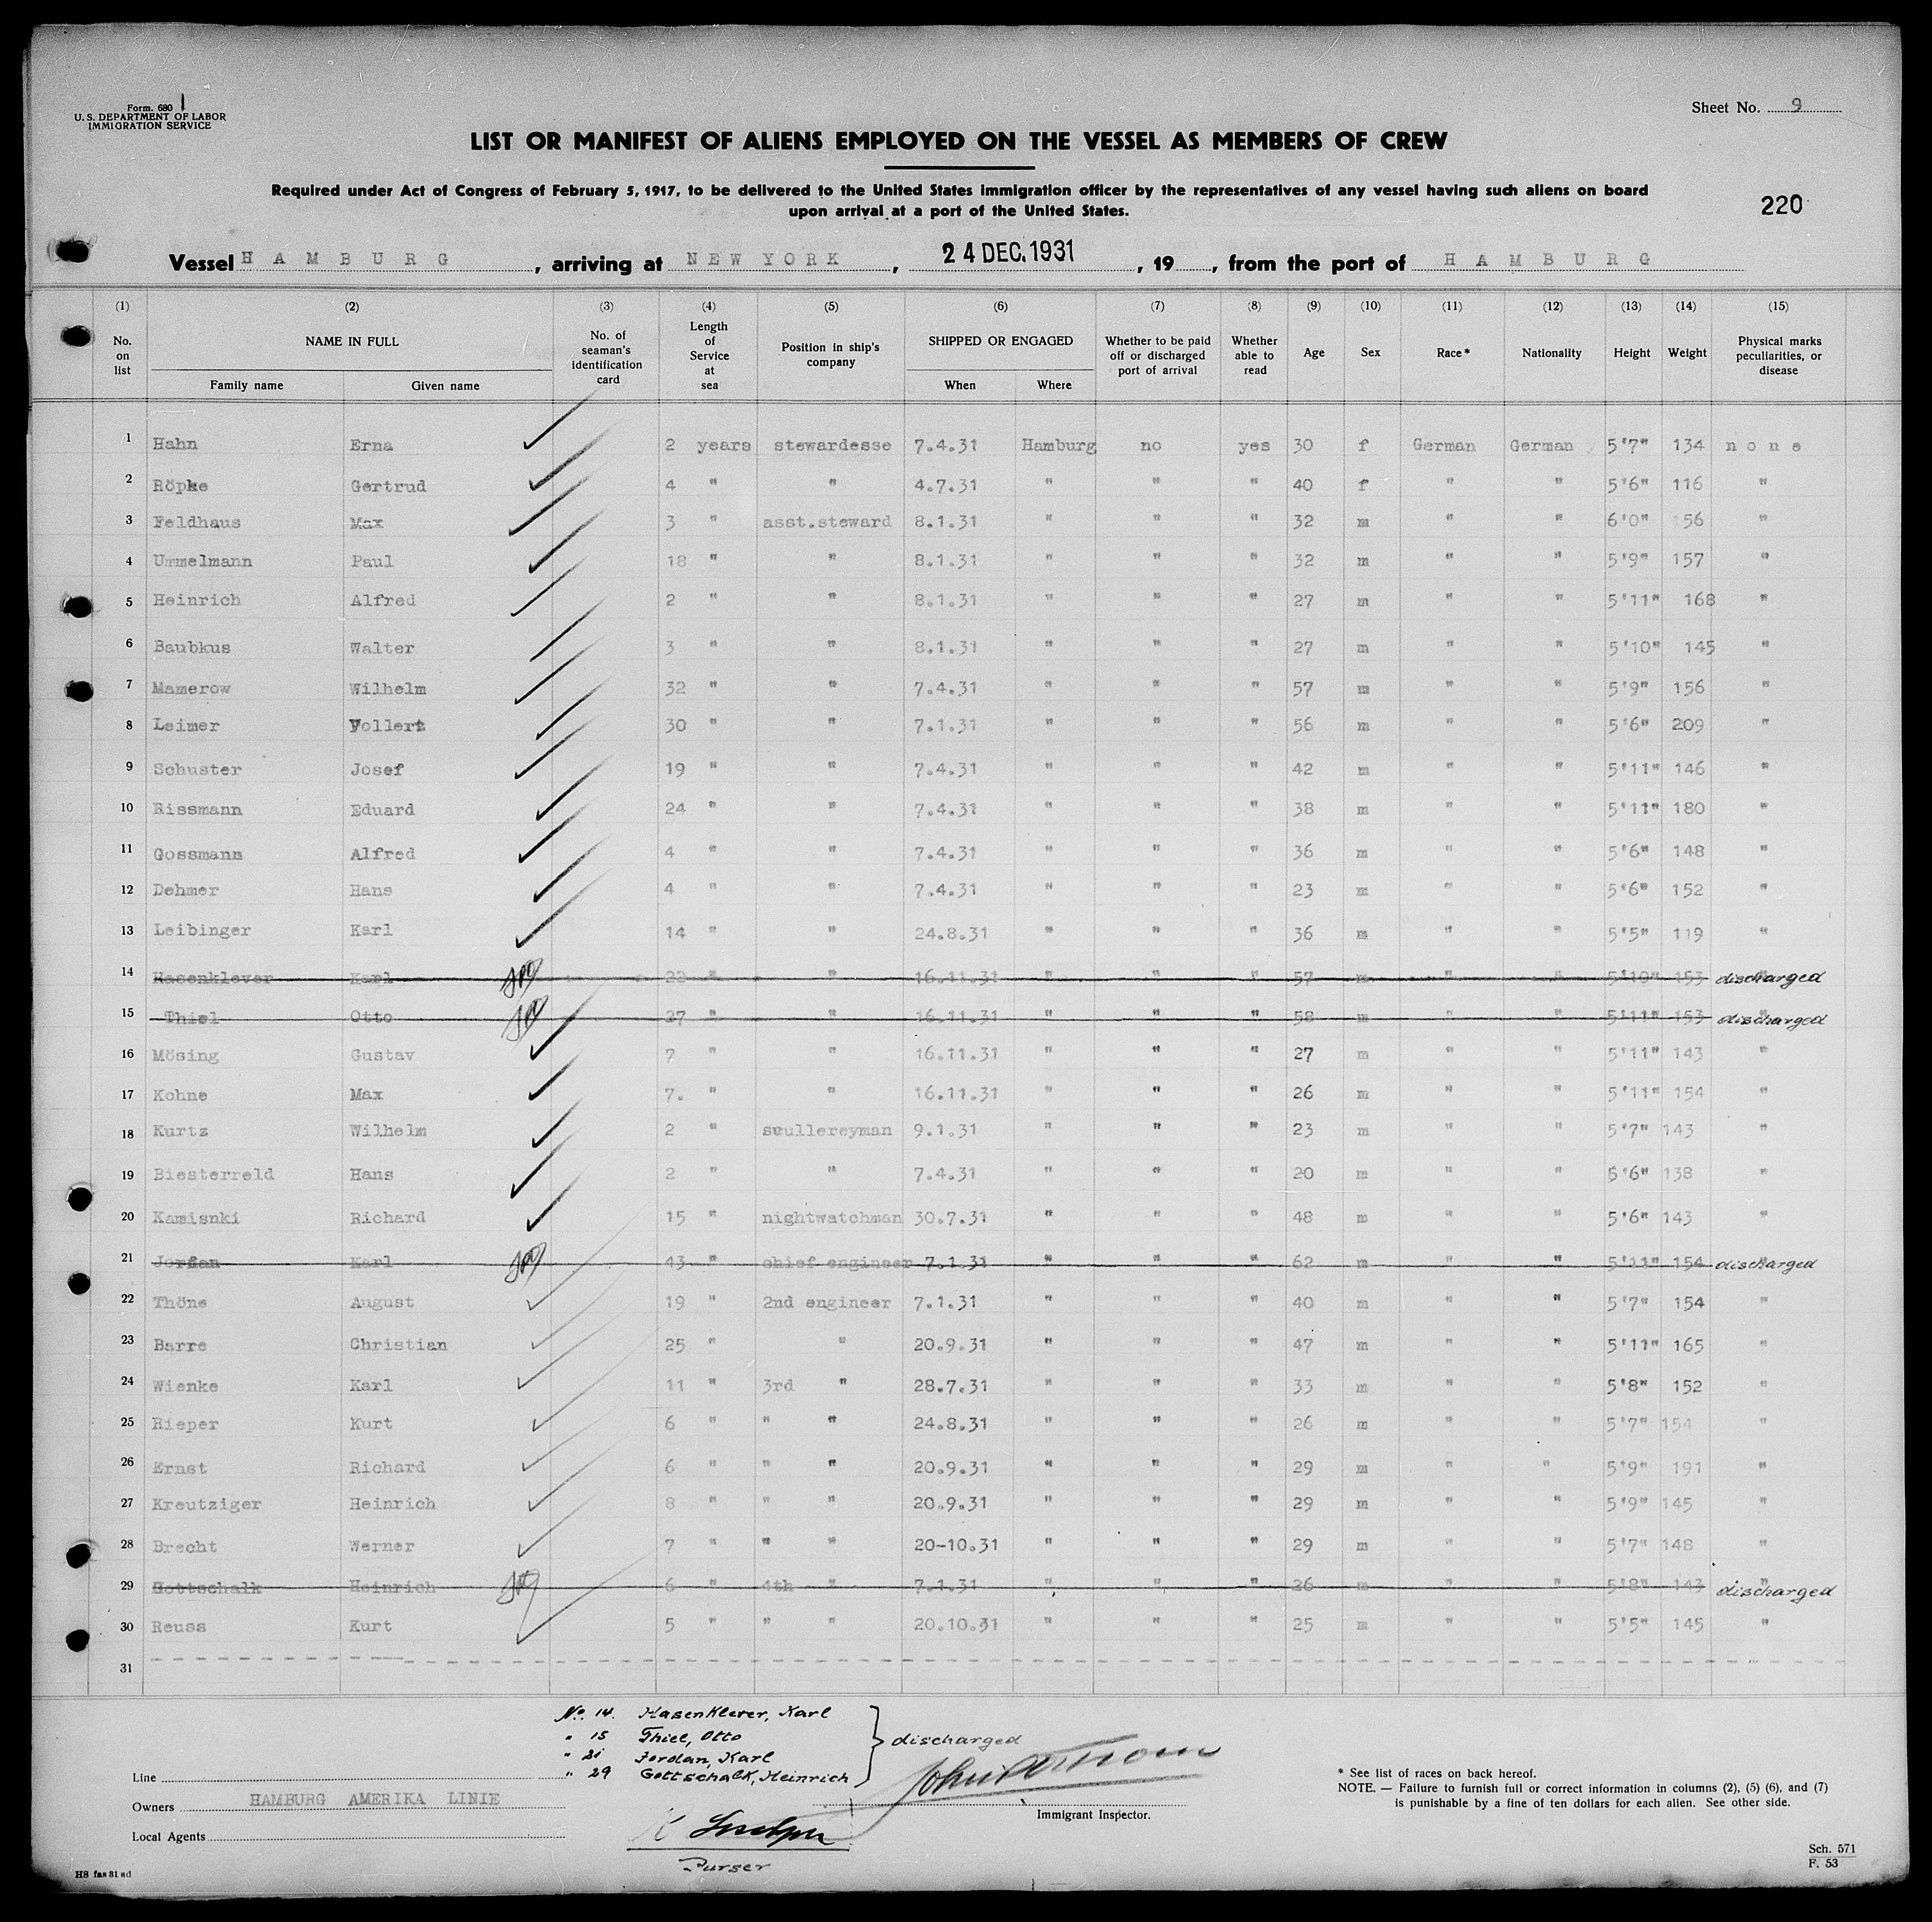 Form. 680 1
U. S. DEPARTMENT OF LABOR
IMMIGRATION SERVICE
Sheet No. 9
LIST OR MANIFEST OF ALIENS EMPLOYED ON THE VESSEL AS MEMBERS OF CREW
Required under Act of Congress of February 5, 1917, to be delivered to the United States immigration officer by the representatives of any vessel having such aliens on board
upon arrival at a port of the United States.
220
Vessel HAMBURG, arriving at NEW YORK, 24 DEC. 1931, 19, from the port of HAMBURG
(1) (2) (3) (4) (5) (6) (7) (8) (9) (10) (11) (12) (13) (14) (15)
No. on list NAME IN FULL Family name Given name No. of seaman's identification card Length of Service at sea Position in ship's company SHIPPED OR ENGAGED When Where Whether to be paid off or discharged port of arrival Whether able to read Age Sex Race* Nationality Height Weight Physical marks peculiarities, or disease
1 Hahn Erna 2 years stewardesse 7.4.31 Hamburg no yes 30 f German German 5'7" 134 none
2 Röpke Gertrud 4 " " 4.7.31 " " " 40 f " " 5'6" 116 "
3 Feldhaus Max 3 " asst.steward 8.1.31 " " " 32 m " " 6'0" 156 "
4 Ummelmann Paul 18 " " 8.1.31 " " " 32 m " " 5'9" 157 "
5 Heinrich Alfred 2 " " 8.1.31 " " " 27 m " " 5'11" 168 "
6 Baubkus Walter 3 " " 8.1.31 " " " 27 m " " 5'10" 145 "
7 Mamerow Wilhelm 32 " " 7.4.31 " " " 57 m " " 5'9" 156 "
8 Leimer Vollert 30 " " 7.1.31 " " " 56 m " " 5'6" 209 "
9 Schuster Josef 19 " " 7.4.31 " " " 42 m " " 5'11" 146 "
10 Rissmann Eduard 24 " " 7.4.31 " " " 38 m " " 5'11" 180 "
11 Gossmann Alfred 4 " " 7.4.31 " " " 36 m " " 5'6" 148 "
12 Dehmer Hans 4 " " 7.4.31 " " " 23 m " " 5'6" 152 "
13 Leibinger Karl 14 " " 24.8.31 " " " 36 m " " 5'5" 119 "
14 Hasenklever Karl 22 " " 16.11.31 " " " 57 m " " 5'10" 153 " discharged
15 Thiel Otto 27 " " 16.11.31 " " " 58 m " " 5'11" 153 " discharged
16 Mösing Gustav 7 " " 16.11.31 " " " 27 m " " 5'11" 143 "
17 Kohne Max 7. " " 16.11.31 " " " 26 m " " 5'11" 154 "
18 Kurtz Wilhelm 2 " scullereyman 9.1.31 " " " 23 m " " 5'7" 143 "
19 Biesterreld Hans 2 " " 7.4.31 " " " 20 m " " 5'6" 138 "
20 Kamisnki Richard 15 " nightwatchman 30.7.31 " " " 48 m " " 5'6" 143 "
21 Jordan Karl 43 " chief engineer 7.1.31 " " " 62 m " " 5'11" 154 " discharged
22 Thöne August 19 " 2nd engineer 7.1.31 " " " 40 m " " 5'7" 154 "
23 Barre Christian 25 " " 20.9.31 " " " 47 m " " 5'11" 165 "
24 Wienke Karl 11 " 3rd " 28.7.31 " " " 33 m " " 5'8" 152 "
25 Rieper Kurt 6 " " " 24.8.31 " " " 26 m " " 5'7" 154 "
26 Ernst Richard 6 " " " 20.9.31 " " " 29 m " " 5'9" 191 "
27 Kreutziger Heinrich 8 " " " 20.9.31 " " " 29 m " " 5'9" 145 "
28 Brecht Werner 7 " " " 20-10.31 " " " 29 m " " 5'7" 148 "
29 Gottschalk Heinrich 6 " 4th " 7.1.31 " " " 26 m " " 5'8" 143 " discharged
30 Reuss Kurt 5 " " " 20.10.31 " " " 25 m " " 5'5" 145 "
31
No. 14. Hasenklever, Karl
" 15 Thiel, Otto
" 21 Jordan, Karl
" 29 Gottschalk, Heinrich
discharged
Line
Owners HAMBURG AMERIKA LINIE
Local Agents
Immigrant Inspector.
Purser
* See list of races on back hereof.
NOTE. — Failure to furnish full or correct information in columns (2), (5) (6), and (7)
is punishable by a fine of ten dollars for each alien. See other side.
Sch. 571
F. 53
HS fas 31 ad